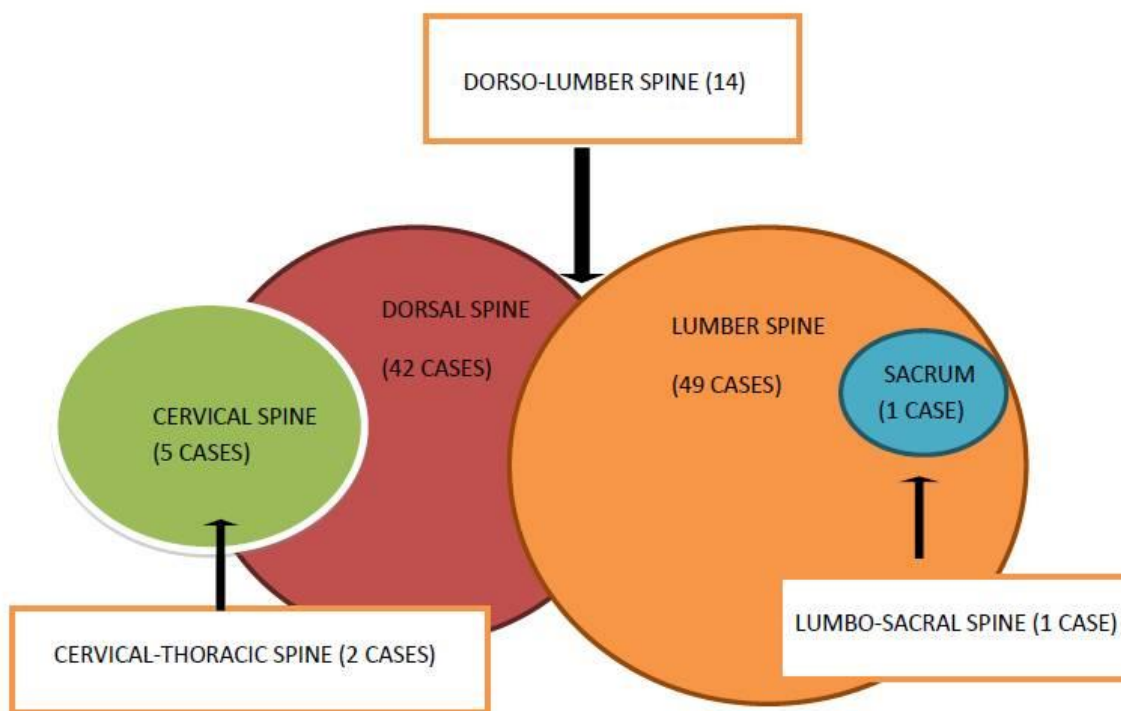 DORSO-LUMBER SPINE (14)
DORSAL SPINE
(42 CASES)
LUMBER SPINE
(49 CASES)
SACRUM
(1 CASE)
CERVICAL SPINE
(5 CASES)
CERVICAL-THORACIC SPINE (2 CASES)
LUMBO-SACRAL SPINE (1 CASE)